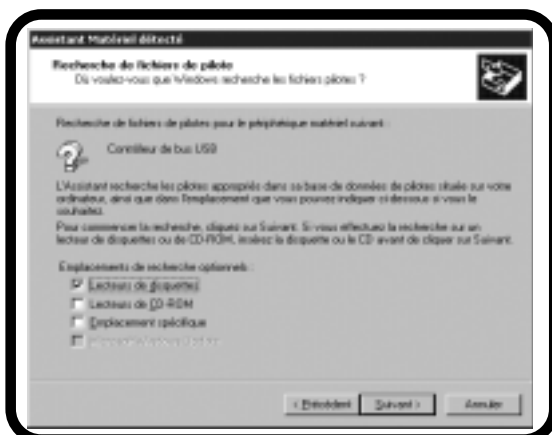 Assistant Matériel détecté
Recherche de fichiers de pilote
Où voulez-vous que Windows recherche les fichiers pilotes ?
Recherche de fichiers de pilotes pour le périphérique matériel suivant :
Contrôleur de bus USB
L'Assistant recherche les pilotes appropriés dans sa base de données de pilotes située sur votre
ordinateur, ainsi que dans l'emplacement que vous pouvez indiquer ci-dessous si vous le
souhaitez.
Pour commencer la recherche, cliquez sur Suivant. Si vous effectuez la recherche sur un
lecteur de disquettes ou de CD-ROM, insérez la disquette ou le CD avant de cliquer sur Suivant.
Emplacements de recherche optionnels :
Lecteurs de disquettes
Lecteurs de CD-ROM
Emplacement spécifique
Microsoft Windows Update
< Précédent Suivant > Annuler